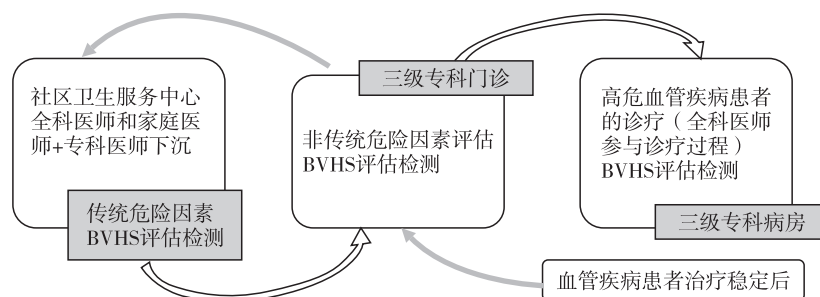 社区卫生服务中心
全科医师和家庭医
师+专科医师下沉
传统危险因素
BVHS评估检测
三级专科门诊
非传统危险因素评估
BVHS评估检测
高危血管疾病患者
的诊疗（全科医师
参与诊疗过程）
BVHS评估检测
三级专科病房
血管疾病患者治疗稳定后